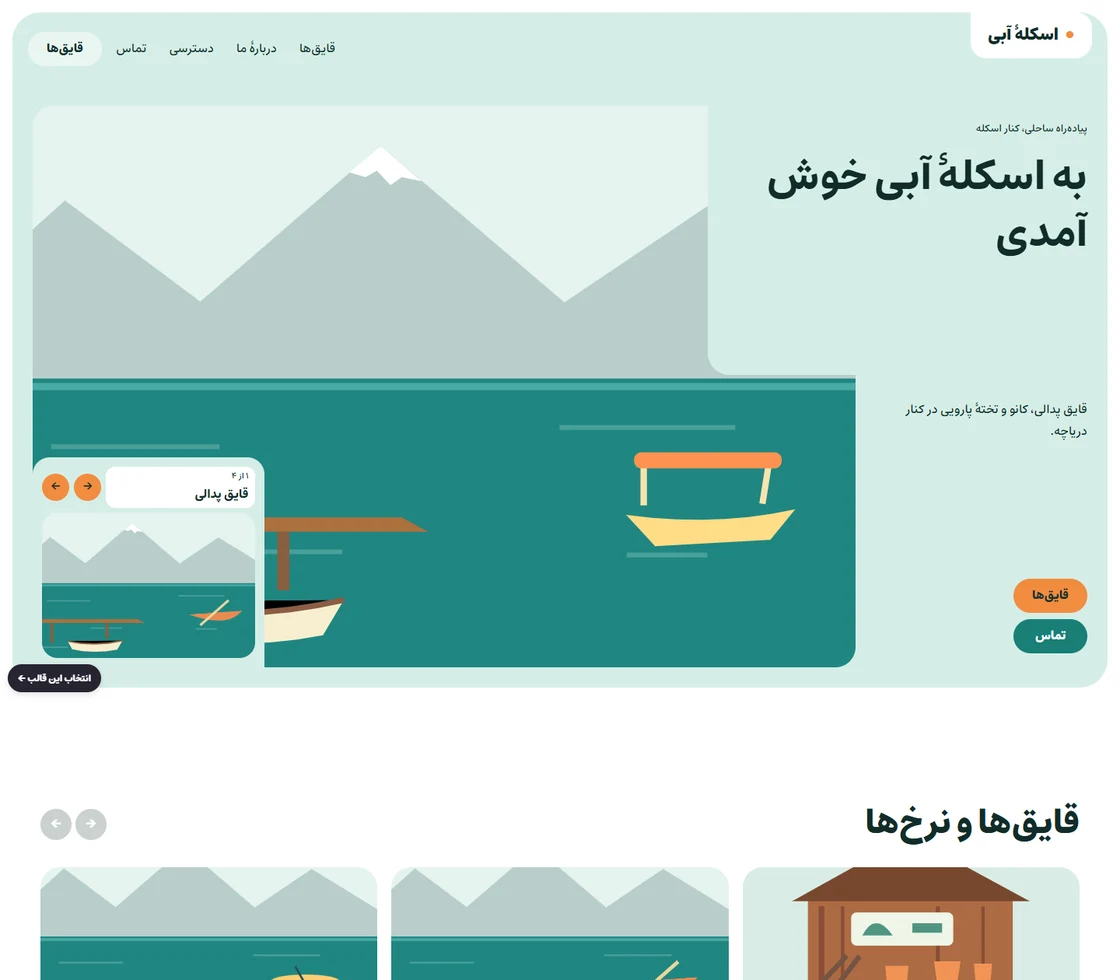 اسکلهٔ آبی
قایق‌ها
دربارهٔ ما
دسترسی
تماس
قایق‌ها
پیاده‌راه ساحلی، کنار اسکله
به اسکلهٔ آبی خوش
آمدی
قایق پدالی، کانو و تختهٔ پارویی در کنار
دریاچه.
قایق‌ها
تماس
۱ از ۴
قایق پدالی
انتخاب این قالب ←
قایق‌ها و نرخ‌ها